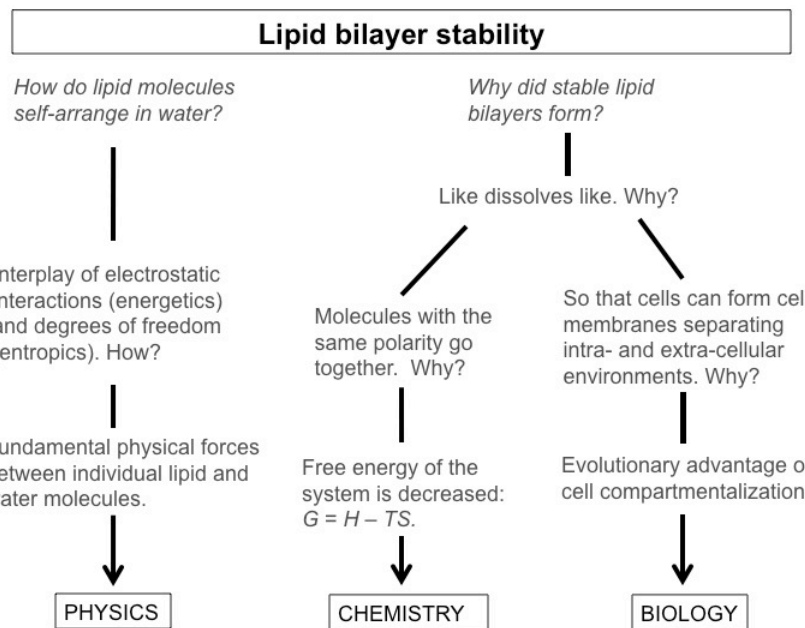 Lipid bilayer stability
How do lipid molecules
self-arrange in water?
nterplay of electrostatic
nteractions (energetics)
and degrees of freedom
entropics). How?
undamental physical forces
etween individual lipid and
vater molecules.
PHYSICS
Why did stable lipid
bilayers form?
Like dissolves like. Why?
Molecules with the
same polarity go
together. Why?
Free energy of the
system is decreased:
G = H – TS.
CHEMISTRY
So that cells can form cel
membranes separating
intra- and extra-cellular
environments. Why?
Evolutionary advantage o
cell compartmentalization
BIOLOGY